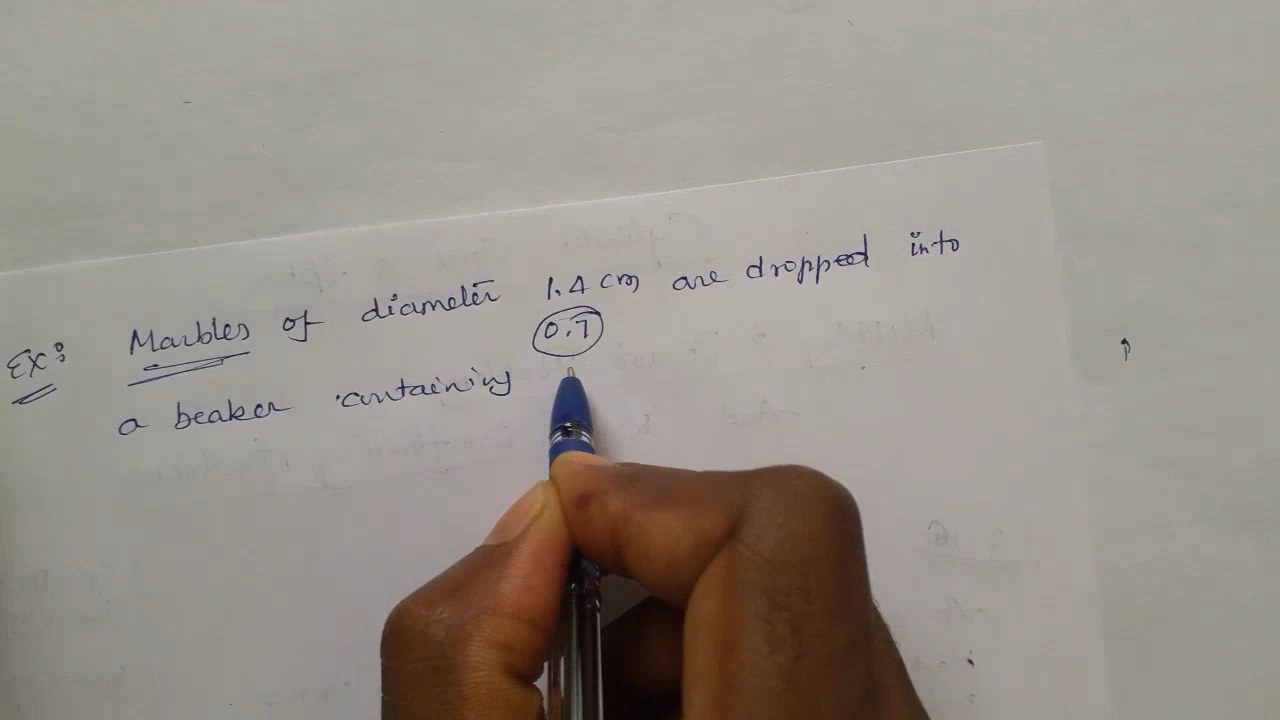 Ex: Marbles of diameter 1.4 cm are dropped into
0.7
a beaker containing